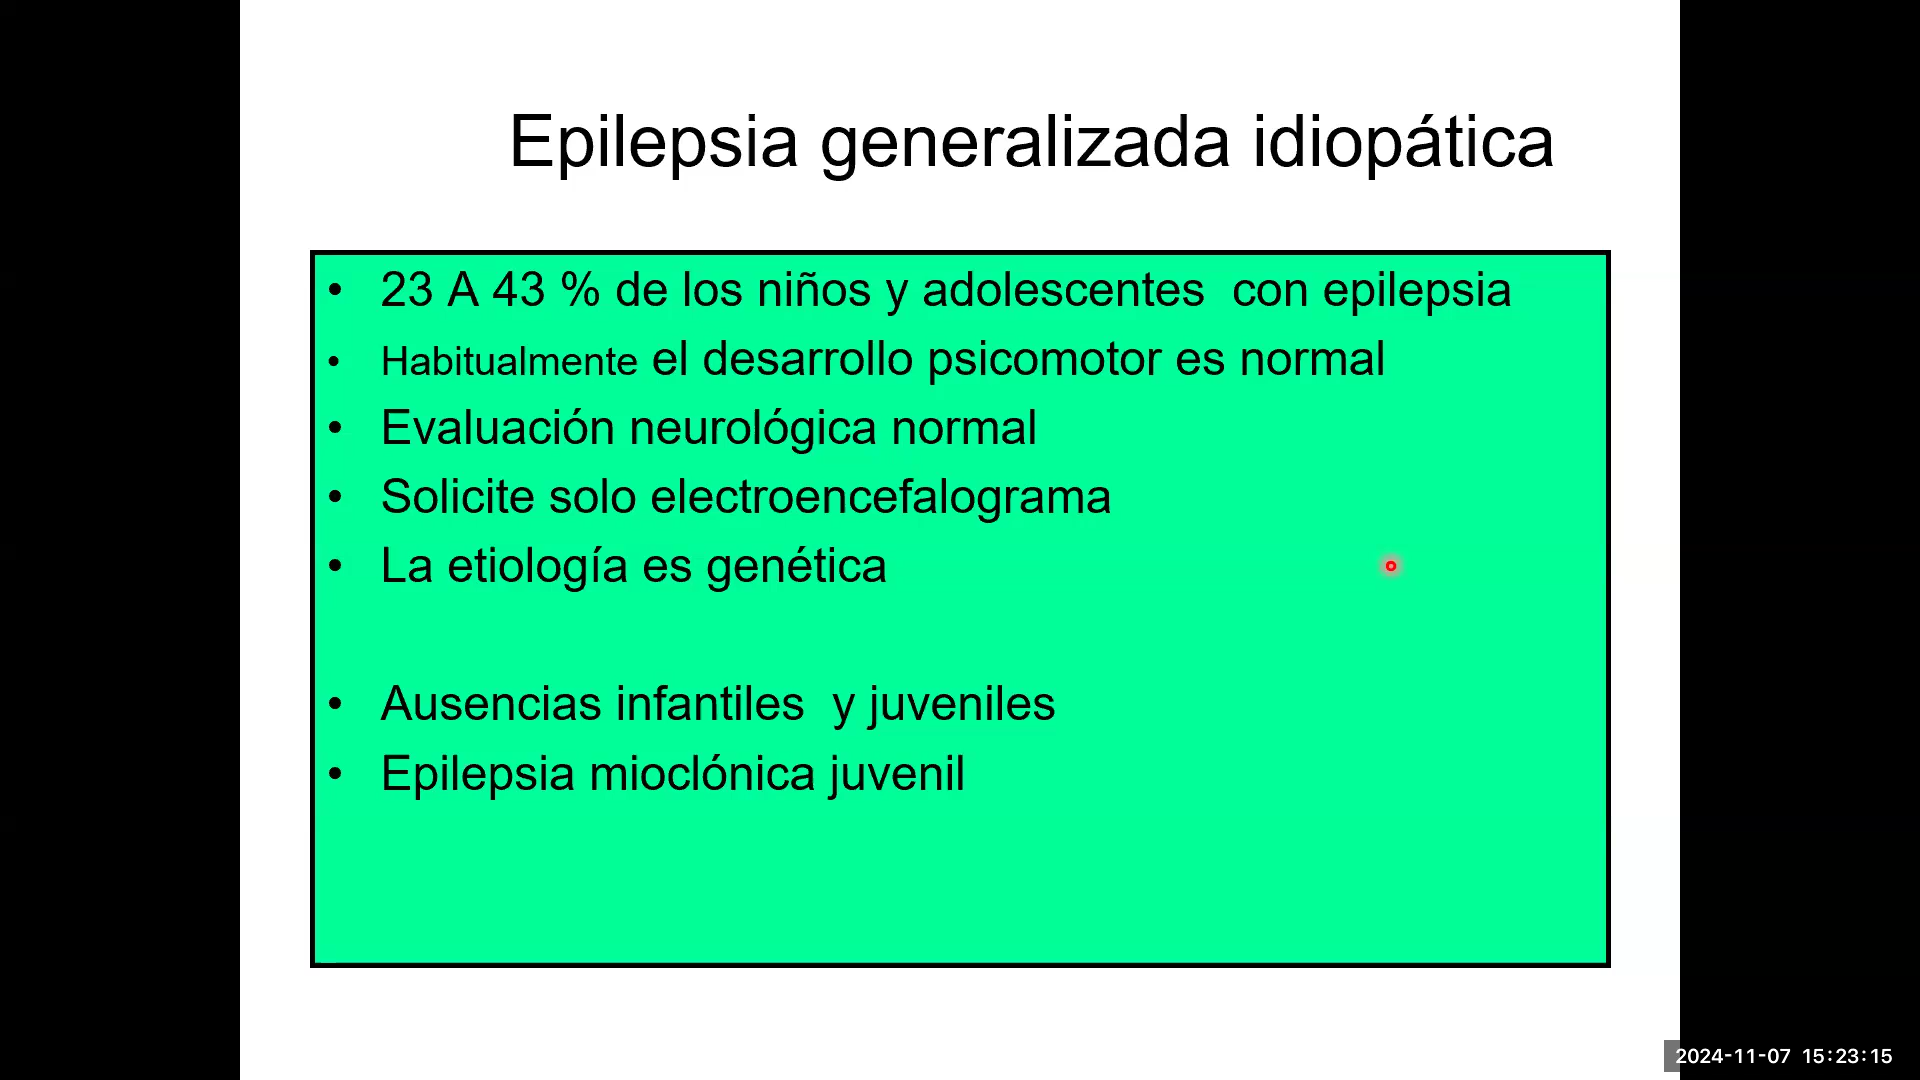 Epilepsia generalizada idiopática
• 23 A 43 % de los niños y adolescentes  con epilepsia
• Habitualmente el desarrollo psicomotor es normal
• Evaluación neurológica normal
• Solicite solo electroencefalograma
• La etiología es genética
• Ausencias infantiles  y juveniles
• Epilepsia mioclónica juvenil
2024-11-07 15:23:15